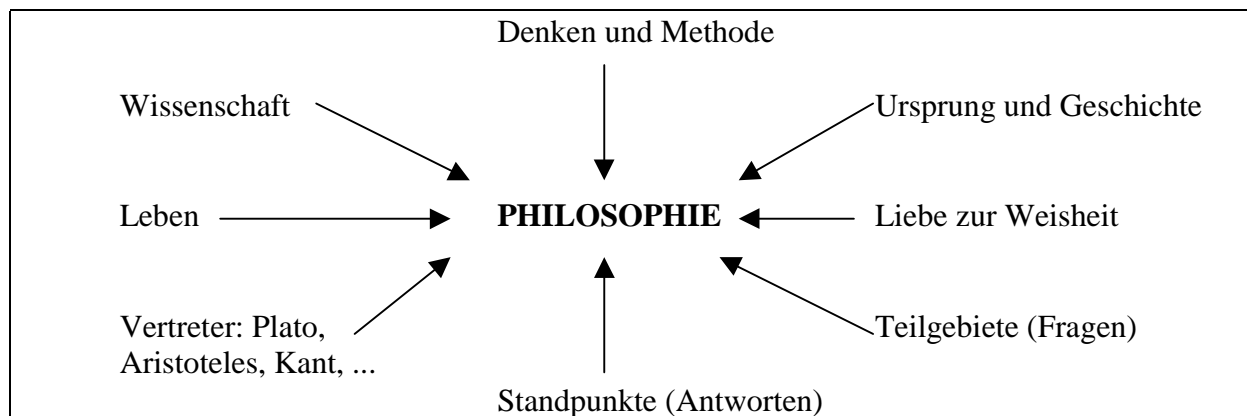 Denken und Methode
Wissenschaft
Ursprung und Geschichte
Leben
PHILOSOPHIE
Liebe zur Weisheit
Vertreter: Plato,
Aristoteles, Kant, ...
Teilgebiete (Fragen)
Standpunkte (Antworten)